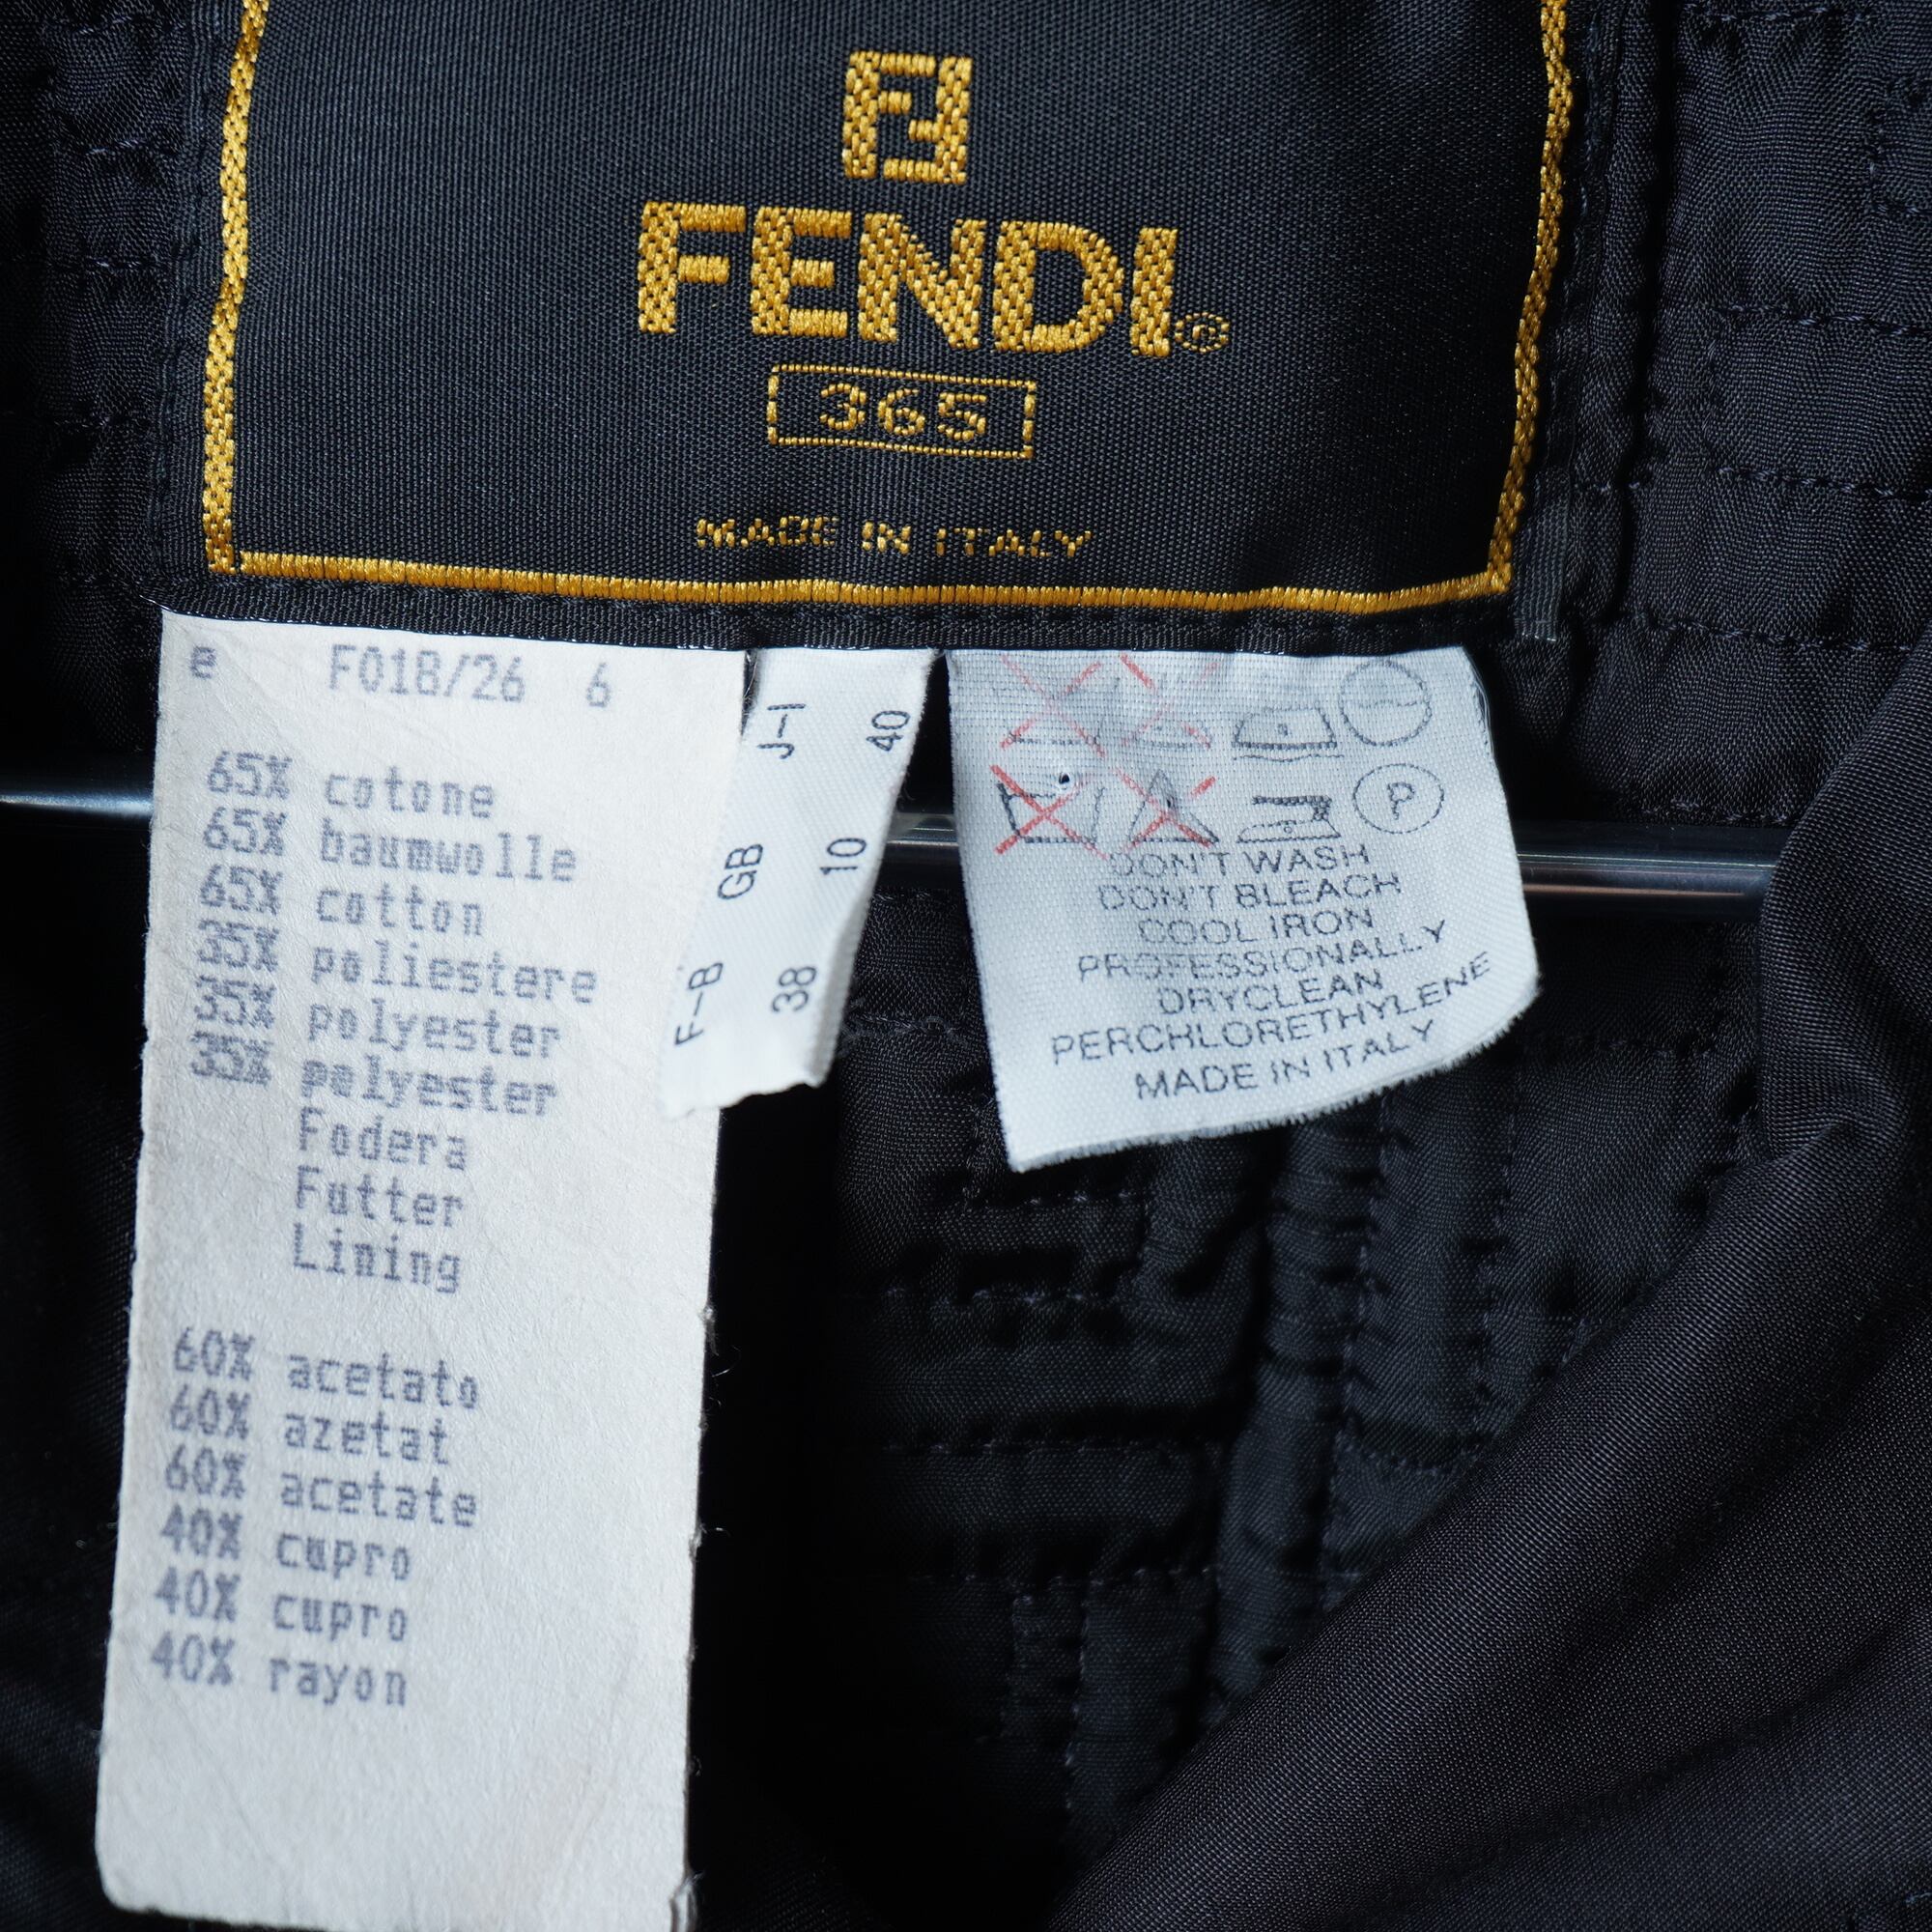 FENDI®
365
MADE IN ITALY
e F018/26 6
65% cotone
65% baumwolle
65% cotton
35% poliestere
35% polyester
35% polyester
Fodera
Futter
Lining
60% acetato
60% azetat
60% acetate
40% cupro
40% cupro
40% rayon
J-I 40
GB 10
F-B 38
P
DON'T WASH
DON'T BLEACH
COOL IRON
PROFESSIONALLY
DRYCLEAN
PERCHLORETHYLENE
MADE IN ITALY